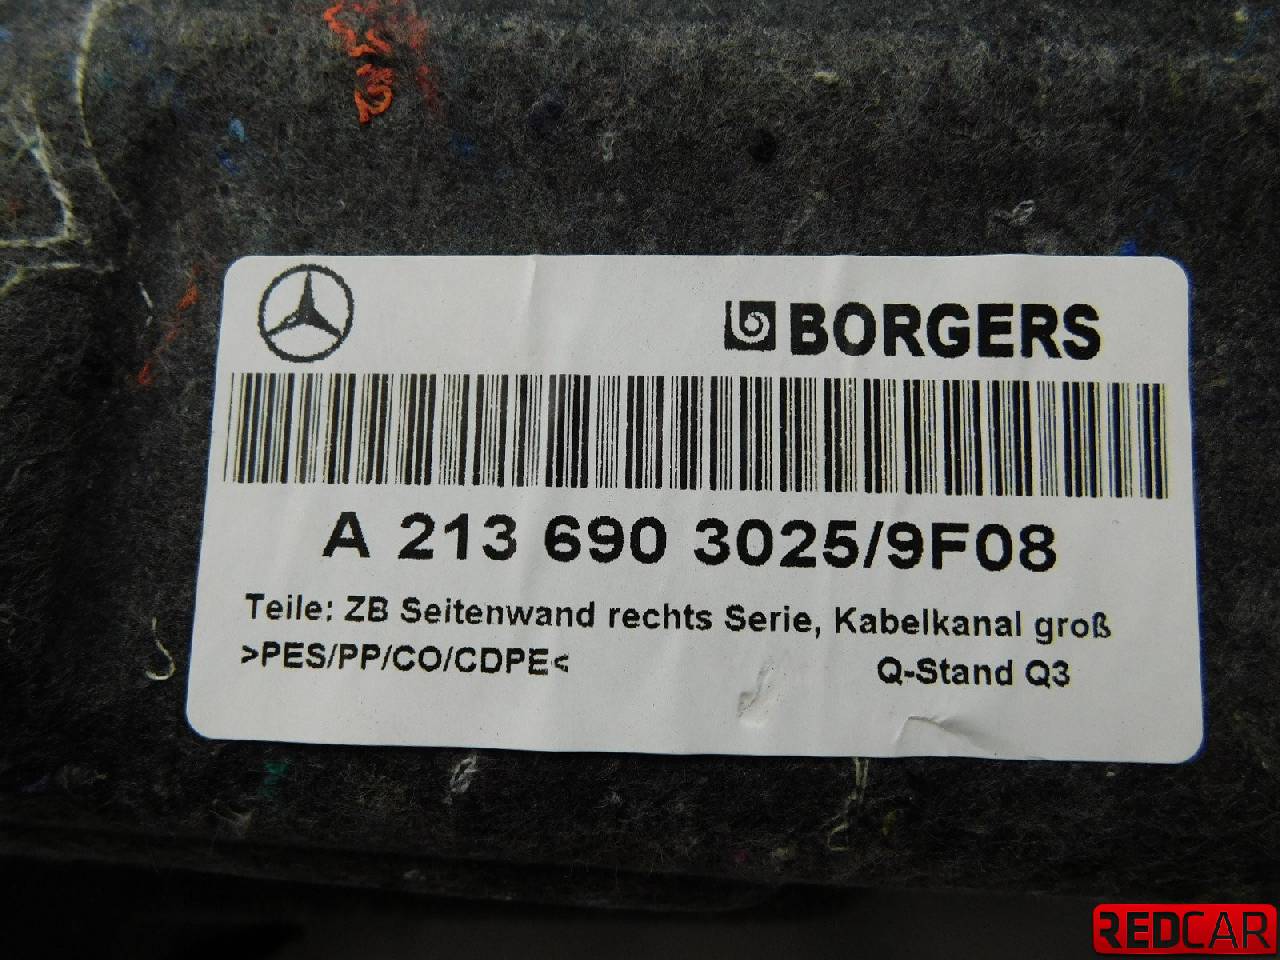 BORGERS
A 213 690 3025/9F08
Teile: ZB Seitenwand rechts Serie, Kabelkanal groß
>PES/PP/CO/CDPE<
Q-Stand Q3
REDCAR